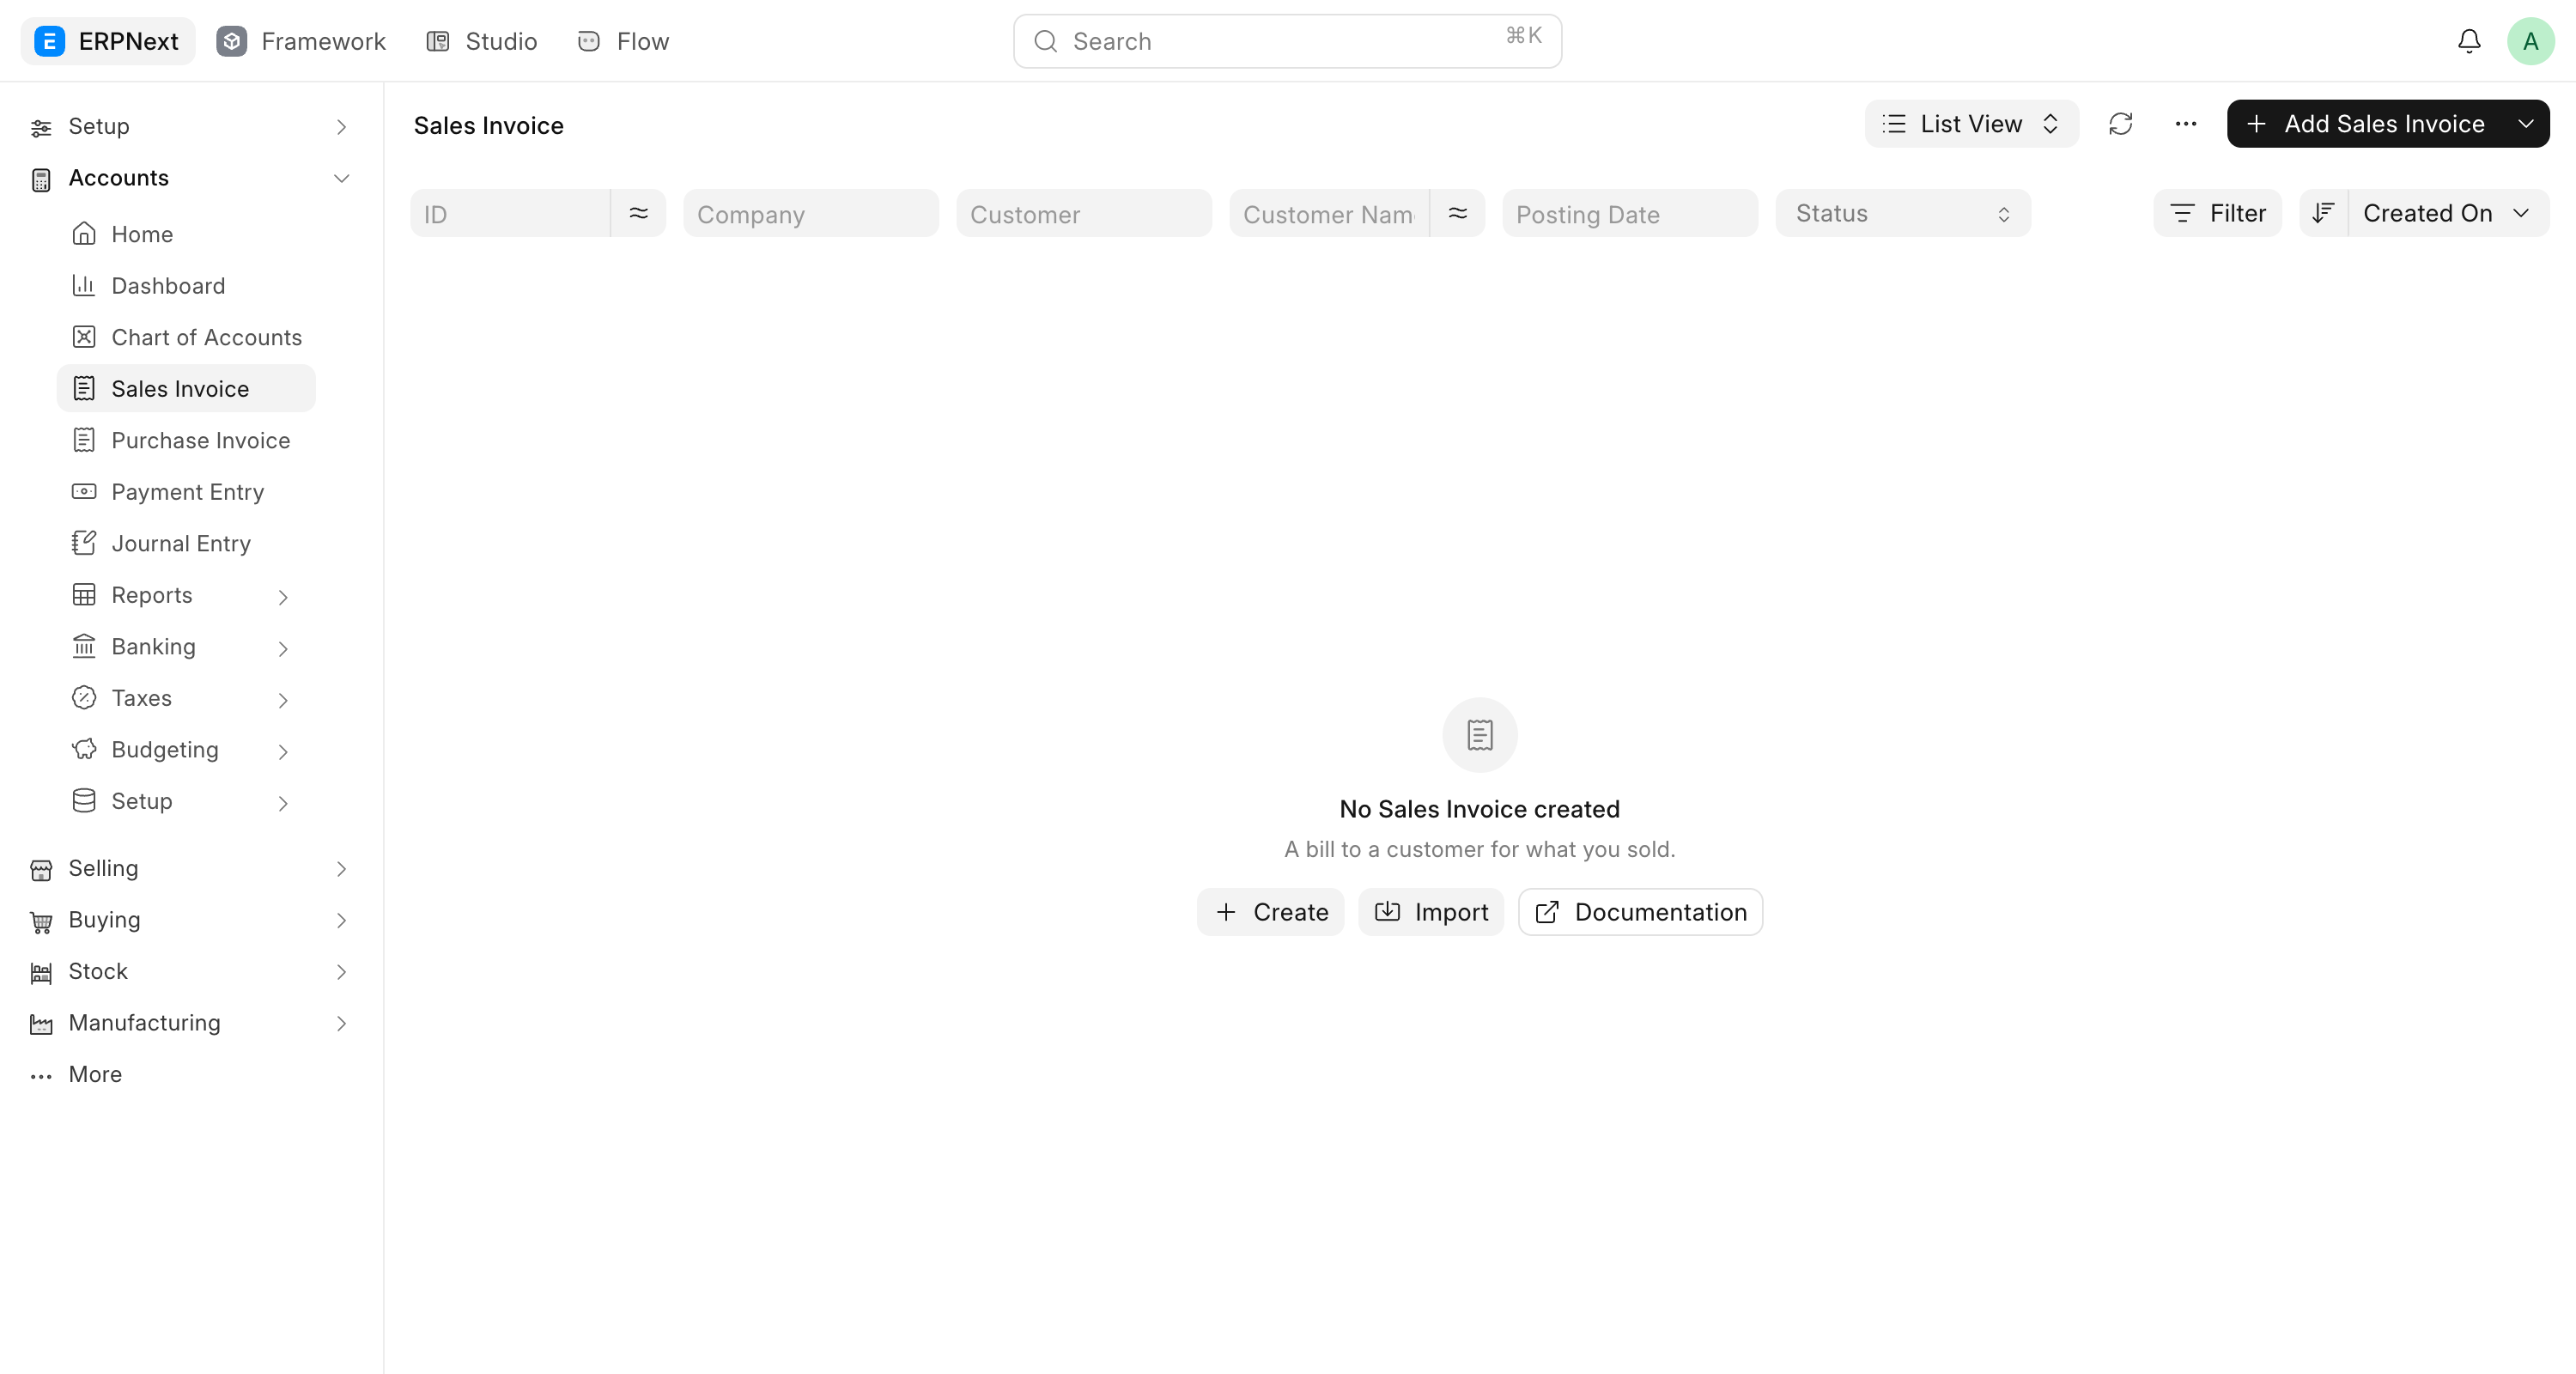 ERPNext
Framework
Studio
Flow
Search
⌘K
A
Setup
Accounts
Home
Dashboard
Chart of Accounts
Sales Invoice
Purchase Invoice
Payment Entry
Journal Entry
Reports
Banking
Taxes
Budgeting
Setup
Selling
Buying
Stock
Manufacturing
More
Sales Invoice
List View
Add Sales Invoice
ID
Company
Customer
Customer Nam
Posting Date
Status
Filter
Created On
No Sales Invoice created
A bill to a customer for what you sold.
Create
Import
Documentation